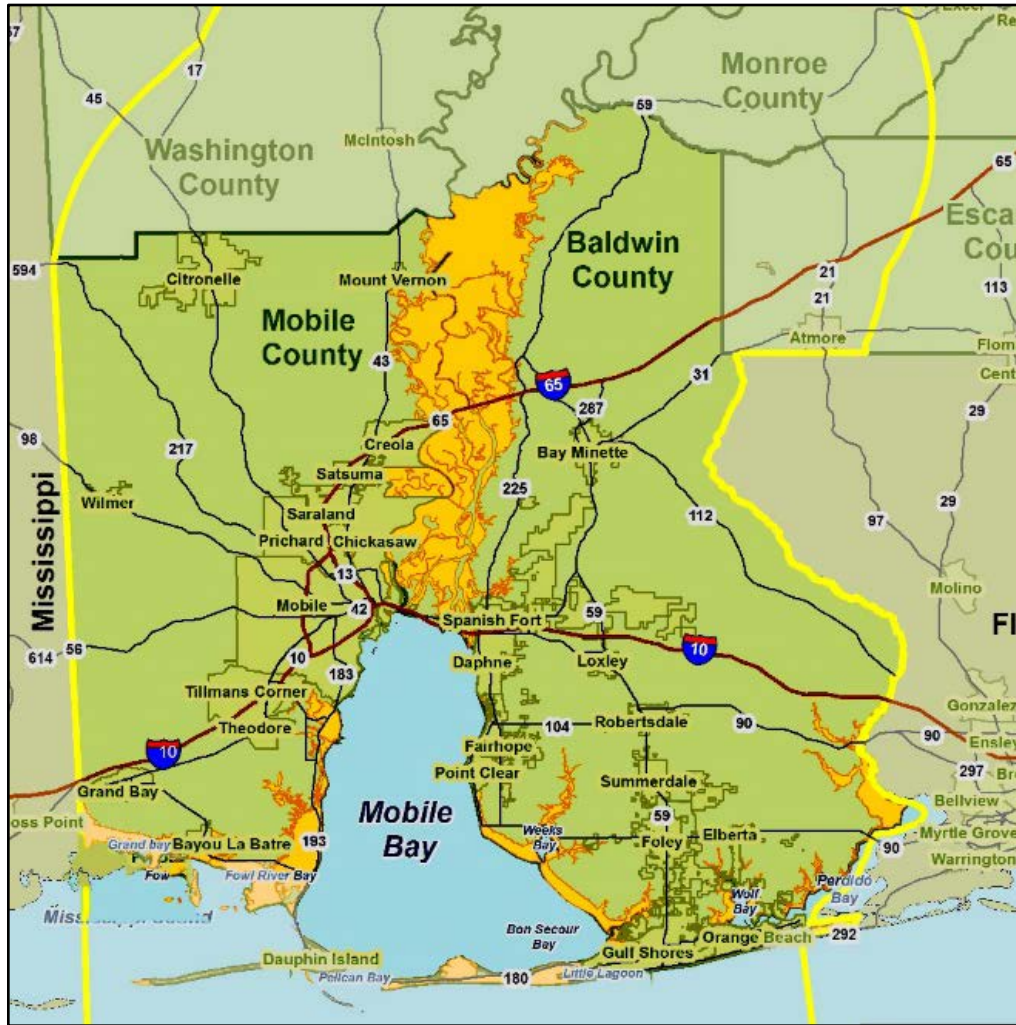 Monroe
County
17
45
59
McIntosh
Washington
County
65
Baldwin
County
594
Citronelle
Mount Vernon
21
21
113
Mobile
County
43
Atmore
31
65
287
29
65
98
217
Creola
Bay Minette
Satsuma
225
Wilmer
Saraland
112
29
97
Prichard
Chickasaw
Mississippi
13
Molino
Mobile
42
59
Spanish Fort
10
614
56
10
183
Daphne
Loxley
Tillmans Corner
Gonzalez
Theodore
104
Robertsdale
90
90
Ensley
10
Fairhope
297
Point Clear
Summerdale
Grand Bay
Bellview
Mobile
Bay
59
Weeks
Bay
Elberta
Myrtle Grove
Grand bay
Bayou La Batre
193
Foley
90
Warrington
Fowl River Bay
Perdido
Bay
Wolf
Bay
Bon Secour
Bay
Orange Beach
292
Dauphin Island
Gulf Shores
Pelican Bay
180
Little Lagoon